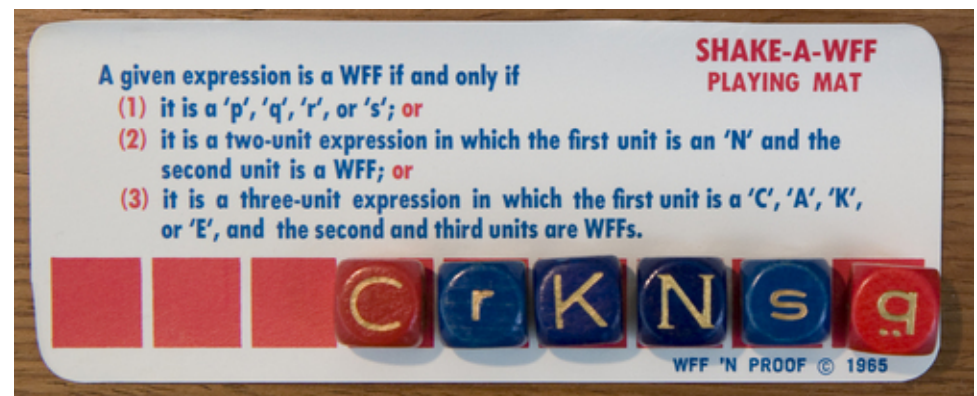 SHAKE-A-WFF
PLAYING MAT
A given expression is a WFF if and only if
(1) it is a 'p', 'q', 'r', or 's'; or
(2) it is a two-unit expression in which the first unit is an 'N' and the
second unit is a WFF; or
(3) it is a three-unit expression in which the first unit is a 'C', 'A', 'K',
or 'E', and the second and third units are WFFs.
C r K N s q
WFF 'N PROOF © 1965